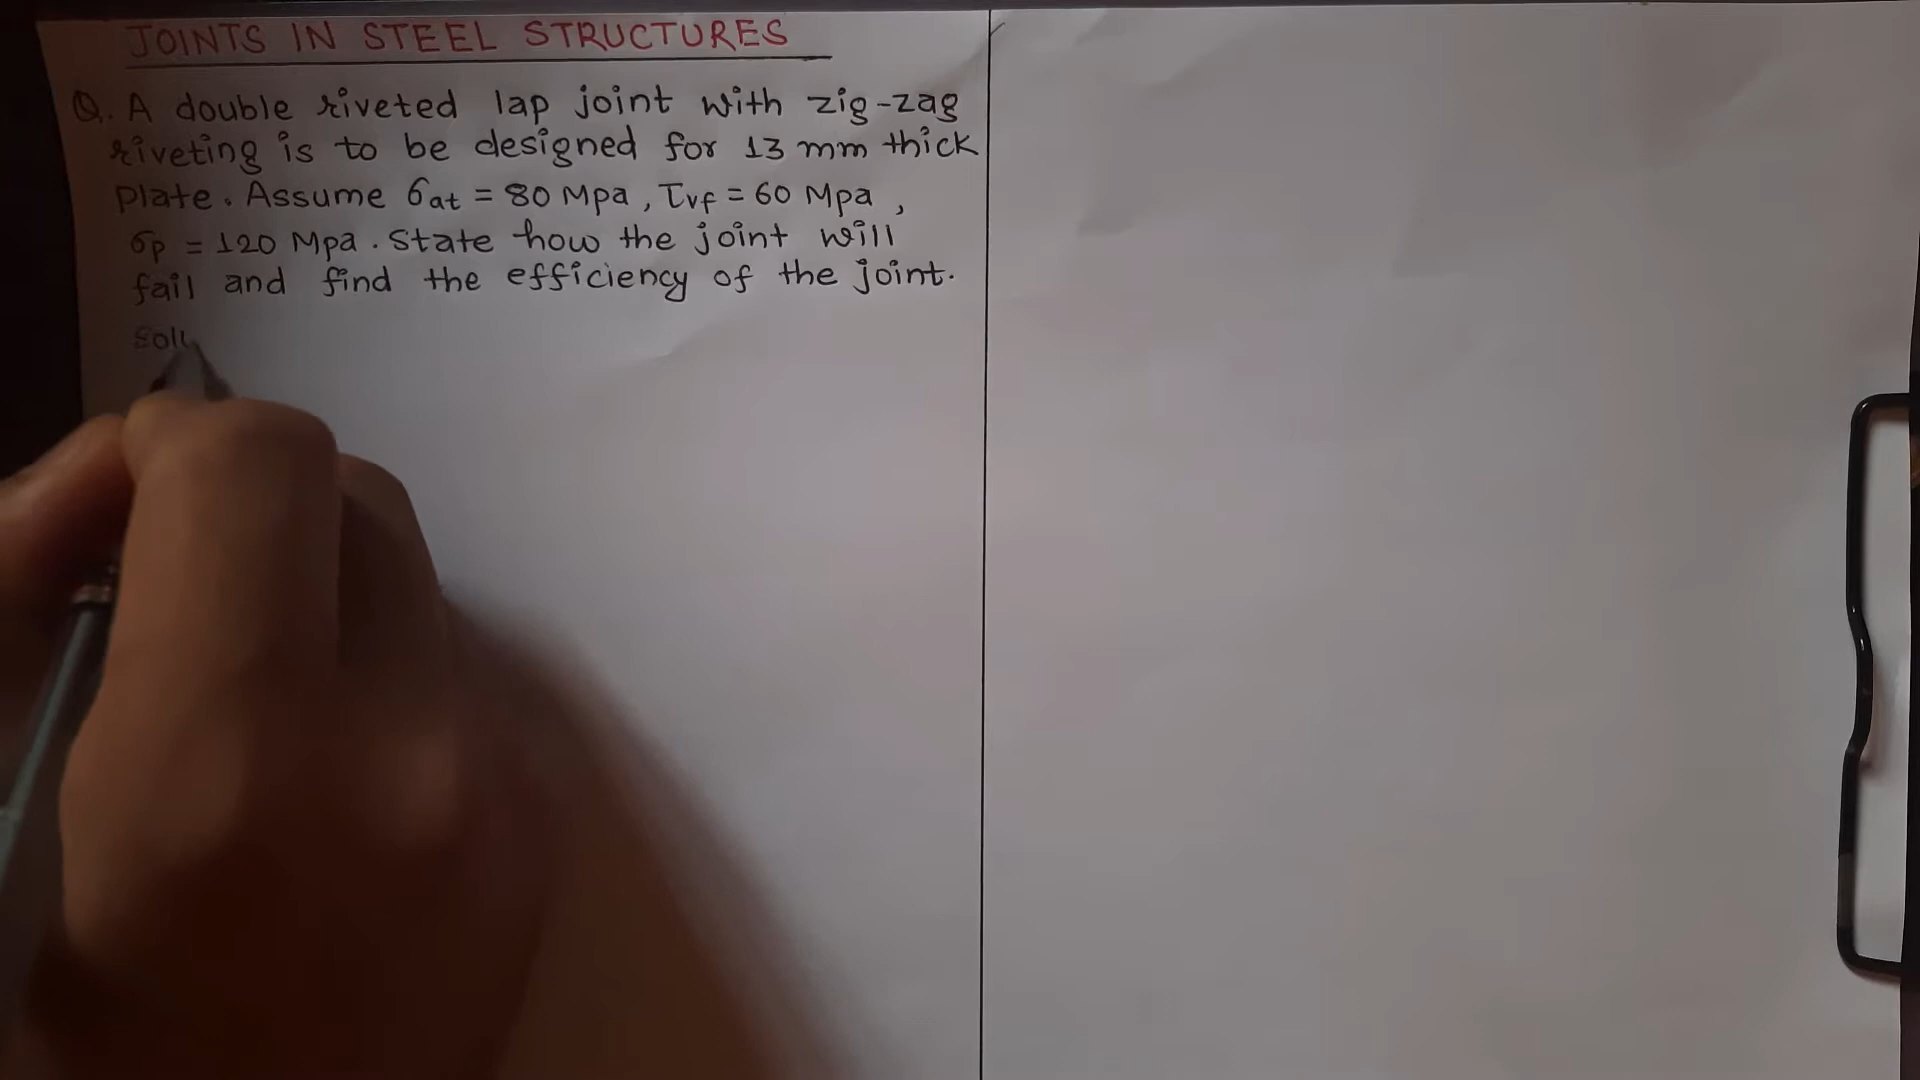 JOINTS IN STEEL STRUCTURES
Q. A double riveted lap joint with zig-zag
riveting is to be designed for 13 mm thick
plate. Assume σat = 80 Mpa, τvf = 60 Mpa,
σp = 120 Mpa. State how the joint will
fail and find the efficiency of the joint.